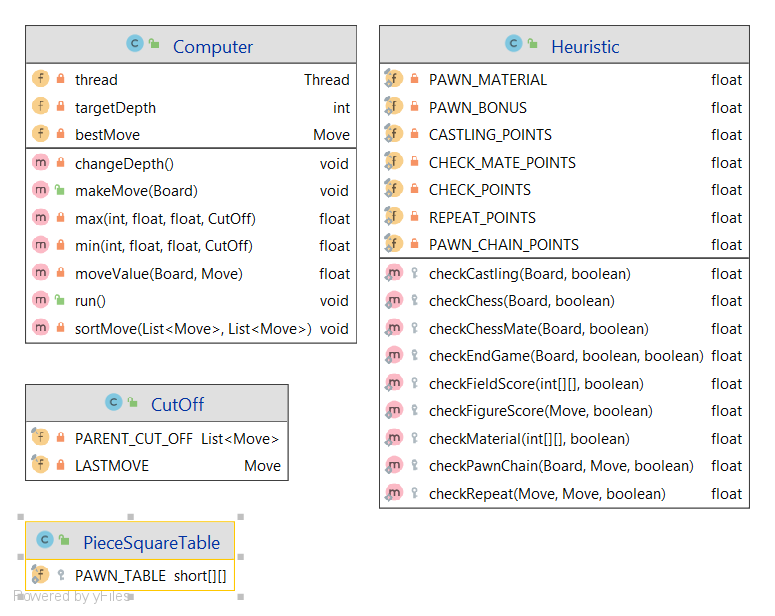 Computer
thread Thread
targetDepth int
bestMove Move
changeDepth() void
makeMove(Board) void
max(int, float, float, CutOff) float
min(int, float, float, CutOff) float
moveValue(Board, Move) float
run() void
sortMove(List<Move>, List<Move>) void
Heuristic
PAWN_MATERIAL float
PAWN_BONUS float
CASTLING_POINTS float
CHECK_MATE_POINTS float
CHECK_POINTS float
REPEAT_POINTS float
PAWN_CHAIN_POINTS float
checkCastling(Board, boolean) float
checkChess(Board, boolean) float
checkChessMate(Board, boolean) float
checkEndGame(Board, boolean, boolean) float
checkFieldScore(int[][], boolean) float
checkFigureScore(Move, boolean) float
checkMaterial(int[][], boolean) float
checkPawnChain(Board, Move, boolean) float
checkRepeat(Move, Move, boolean) float
CutOff
PARENT_CUT_OFF List<Move>
LASTMOVE Move
PieceSquareTable
PAWN_TABLE short[][]
Powered by yFiles